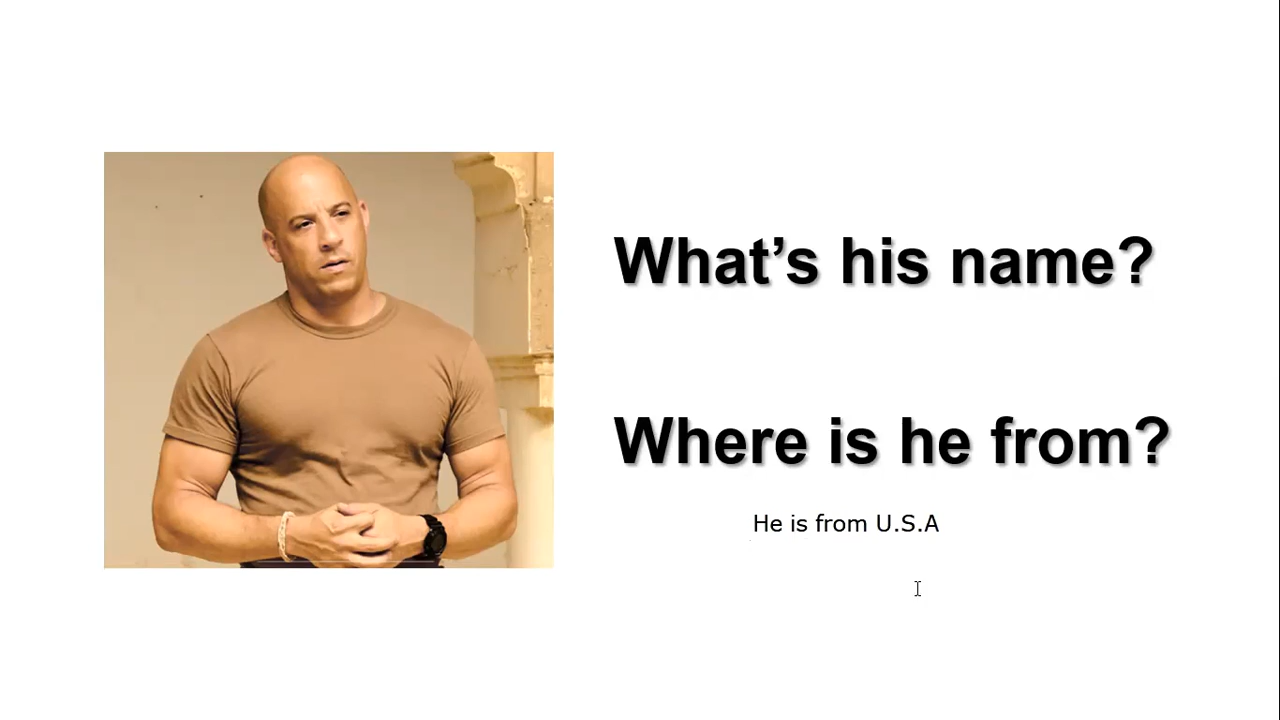 What’s his name?
Where is he from?
He is from U.S.A